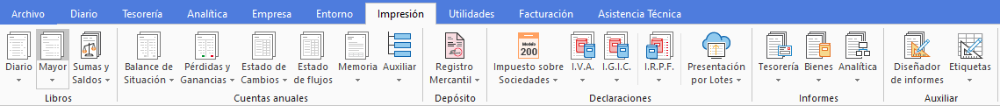 Archivo Diario Tesorería Analítica Empresa Entorno Impresión Utilidades Facturación Asistencia Técnica
Modelo
200
Diario Mayor Sumas y Saldos Balance de Situación Pérdidas y Ganancias Estado de Cambios Estado de flujos Memoria Auxiliar Registro Mercantil Impuesto sobre Sociedades I.V.A. I.G.I.C. I.R.P.F. Presentación por Lotes Tesorería Bienes Analítica Diseñador de informes Etiquetas
Libros Cuentas anuales Depósito Declaraciones Informes Auxiliar